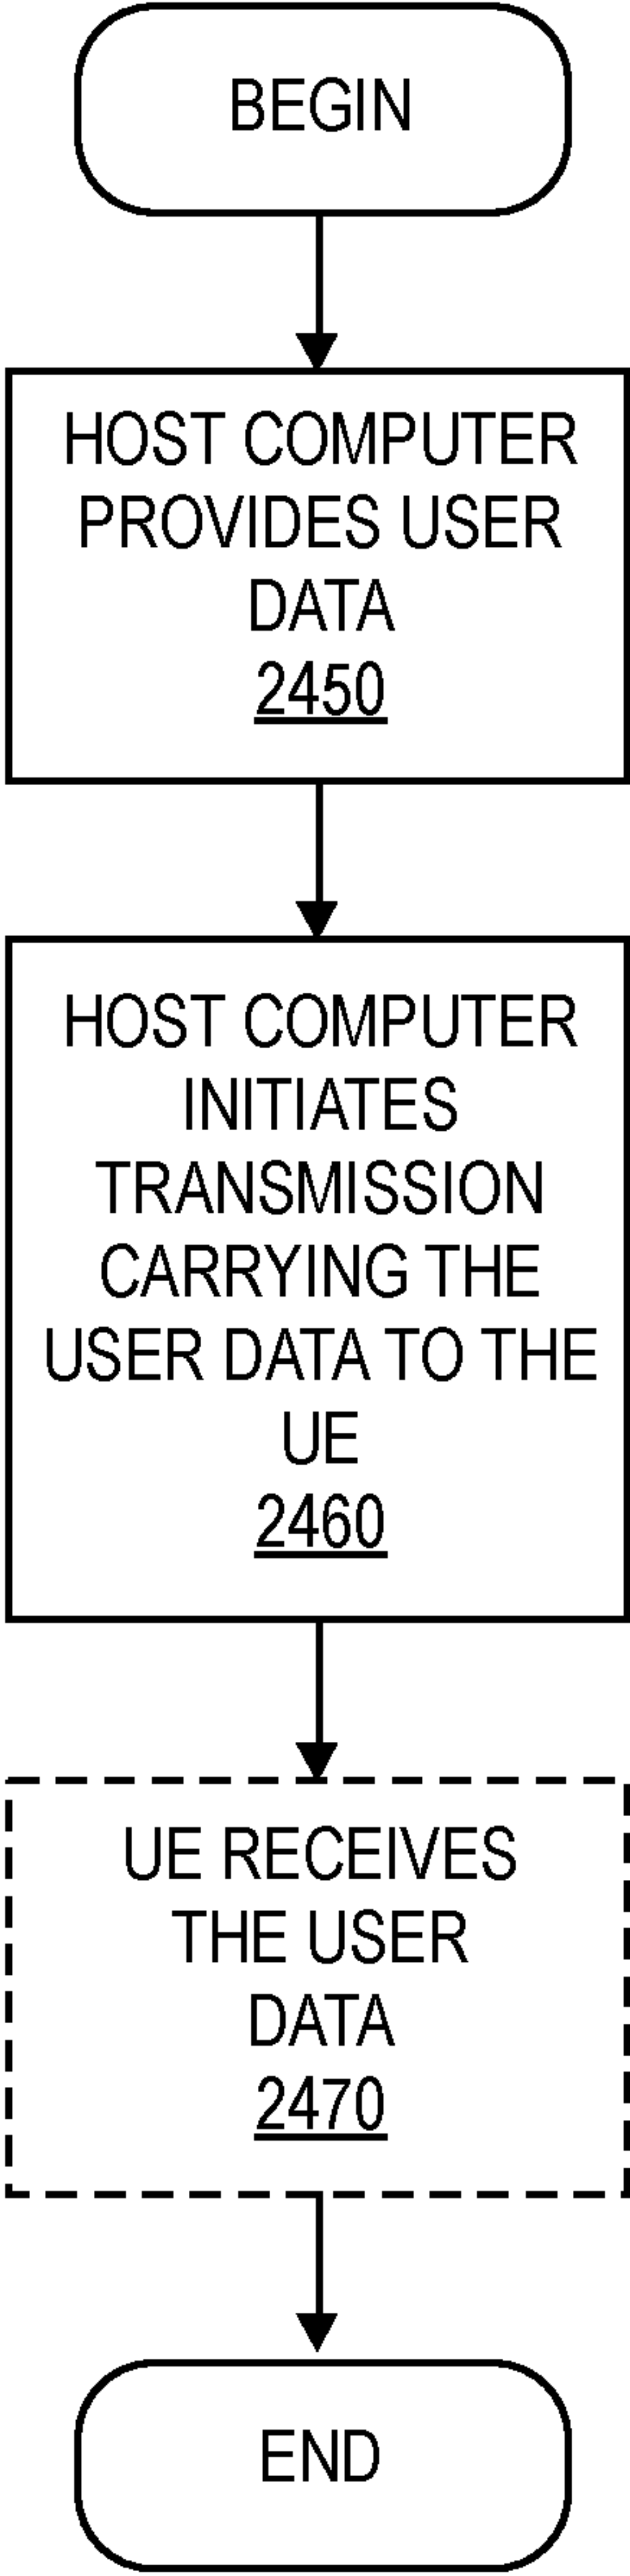 BEGIN
HOST COMPUTER
PROVIDES USER
DATA
2450
HOST COMPUTER
INITIATES
TRANSMISSION
CARRYING THE
USER DATA TO THE
UE
2460
UE RECEIVES
THE USER
DATA
2470
END